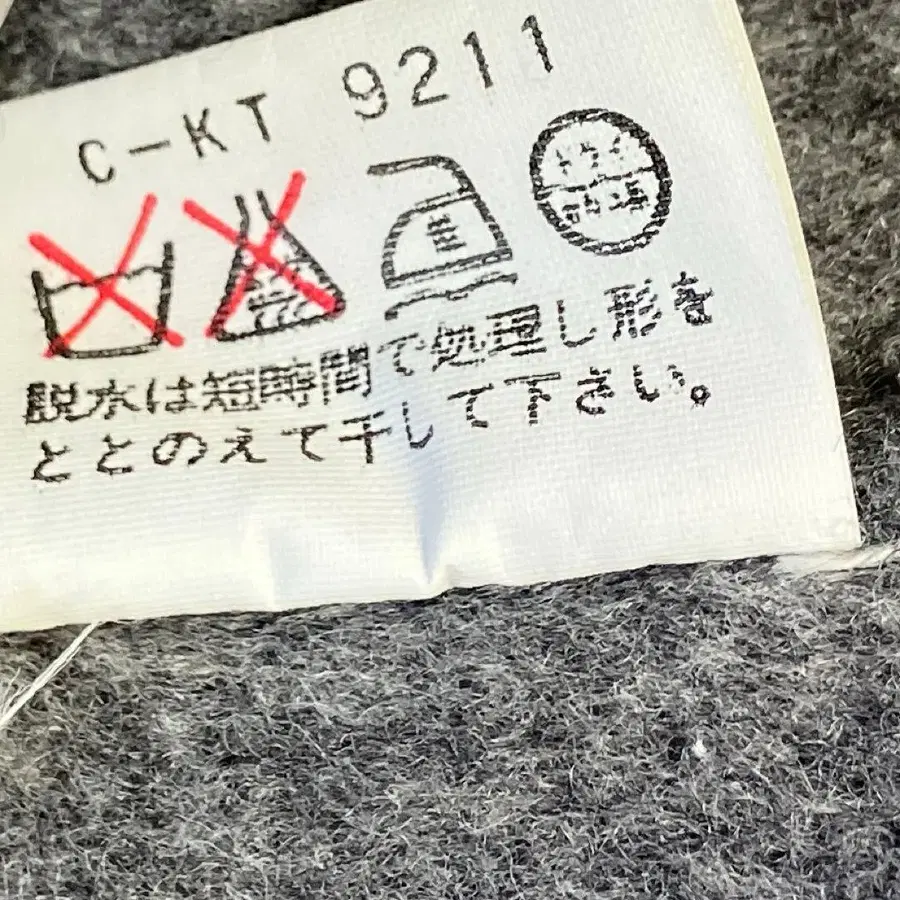 C-KT 9211
中
脱水は短時間で処理し形を
ととのえて干して下さい。